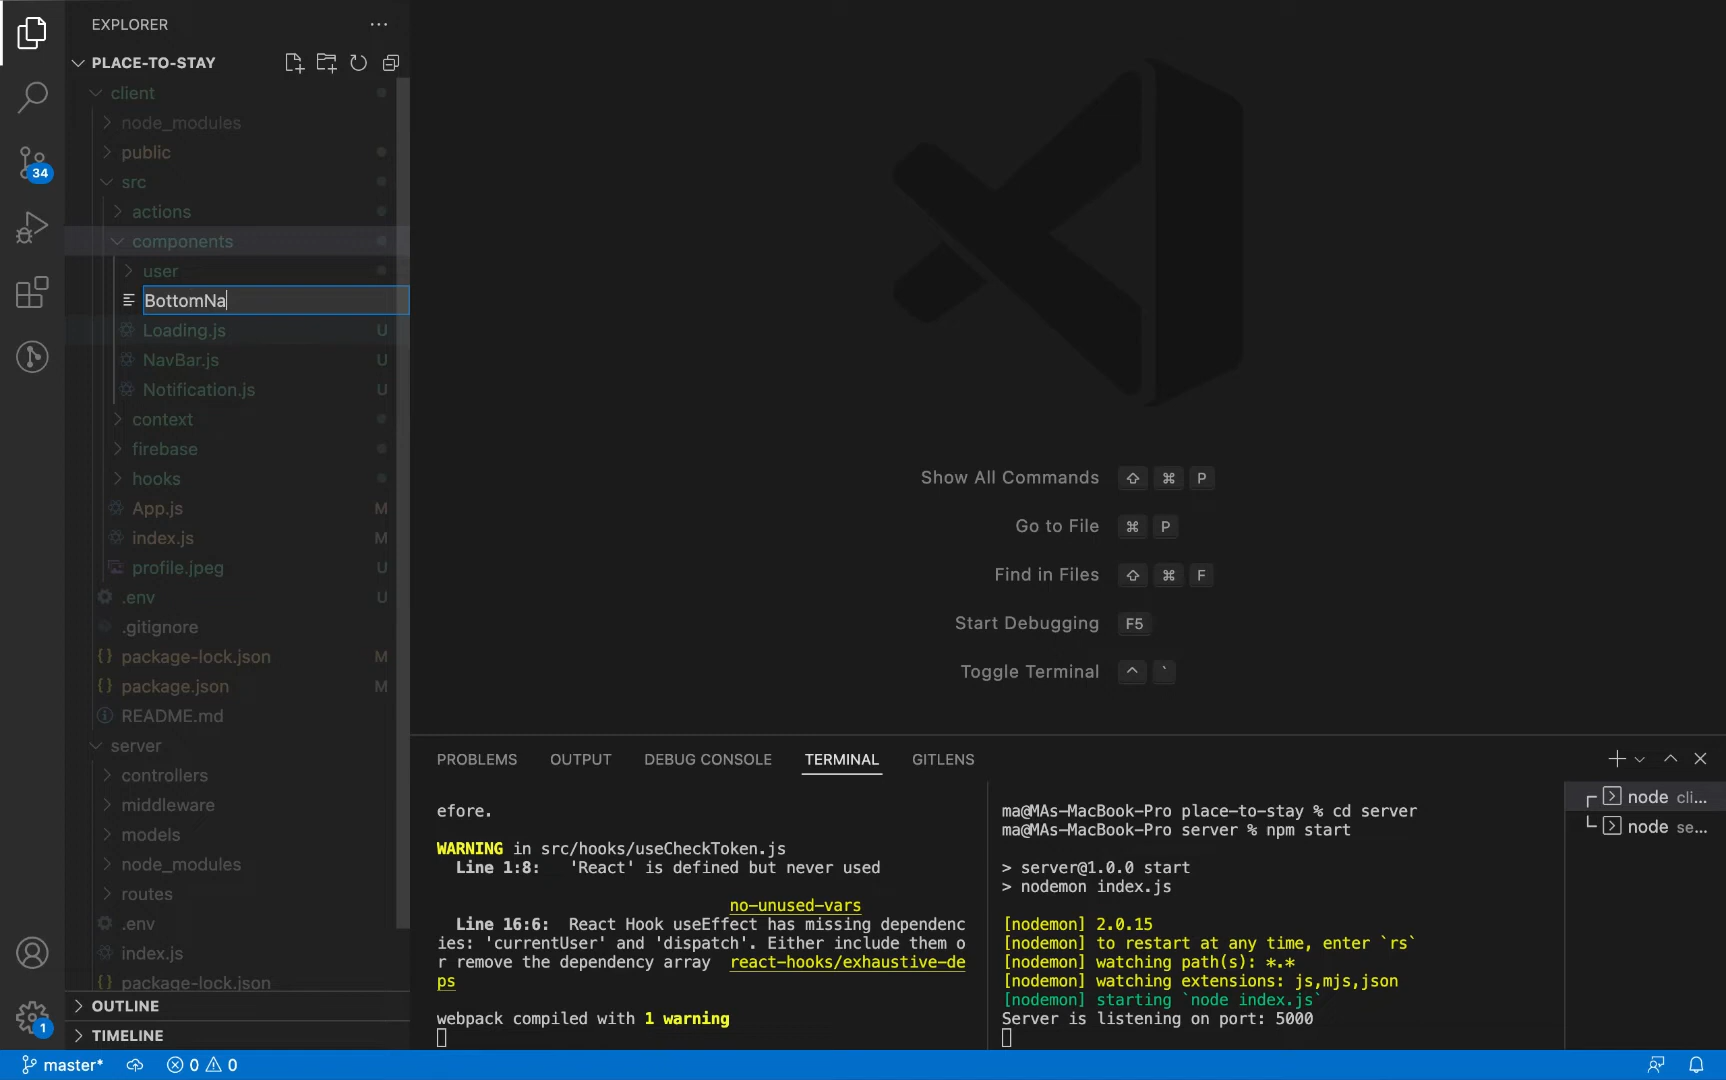 EXPLORER
PLACE-TO-STAY
client
node_modules
public
src
34
actions
components
user
BottomNa
Loading.js U
NavBar.js U
Notification.js U
context
firebase
hooks
App.js M
index.js M
profile.jpeg U
.env U
.gitignore
package-lock.json M
package.json M
README.md
server
controllers
middleware
models
node_modules
routes
.env
index.js
package-lock.json
OUTLINE
1
TIMELINE
Show All Commands ⇧ ⌘ P
Go to File ⌘ P
Find in Files ⇧ ⌘ F
Start Debugging F5
Toggle Terminal ^ `
PROBLEMS OUTPUT DEBUG CONSOLE TERMINAL GITLENS
efore.
WARNING in src/hooks/useCheckToken.js
Line 1:8: 'React' is defined but never used
no-unused-vars
Line 16:6: React Hook useEffect has missing dependenc
ies: 'currentUser' and 'dispatch'. Either include them o
r remove the dependency array react-hooks/exhaustive-de
ps
webpack compiled with 1 warning
ma@MAs-MacBook-Pro place-to-stay % cd server
ma@MAs-MacBook-Pro server % npm start
> server@1.0.0 start
> nodemon index.js
[nodemon] 2.0.15
[nodemon] to restart at any time, enter `rs`
[nodemon] watching path(s): *.*
[nodemon] watching extensions: js,mjs,json
[nodemon] starting `node index.js`
Server is listening on port: 5000
node cli...
node se...
master* 0 0